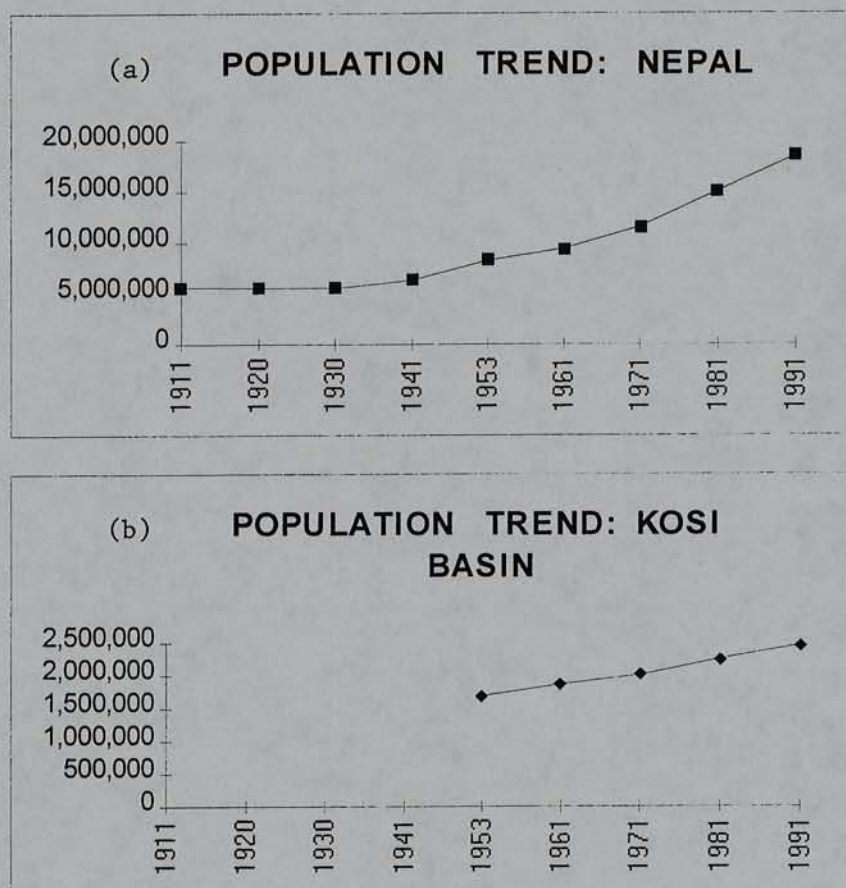 (a) POPULATION TREND: NEPAL
20,000,000
15,000,000
10,000,000
5,000,000
0
1911 1920 1930 1941 1953 1961 1971 1981 1991
(b) POPULATION TREND: KOSI
BASIN
2,500,000
2,000,000
1,500,000
1,000,000
500,000
0
1911 1920 1930 1941 1953 1961 1971 1981 1991